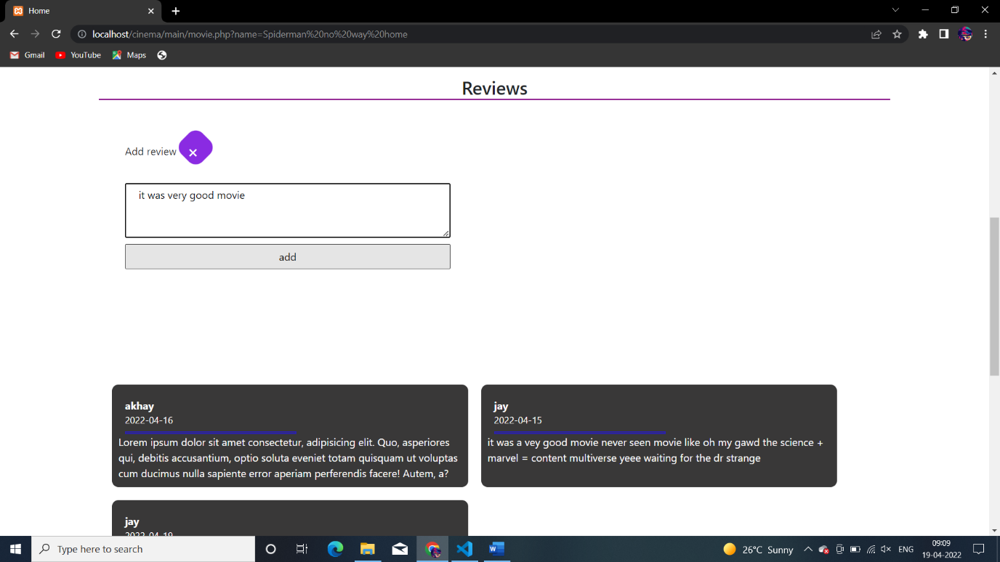 Home
localhost/cinema/main/movie.php?name=Spiderman%20no%20way%20home
Gmail YouTube Maps
Reviews
Add review ×
it was very good movie
add
akhay
2022-04-16
Lorem ipsum dolor sit amet consectetur, adipisicing elit. Quo, asperiores
qui, debitis accusantium, optio soluta eveniet totam quisquam ut voluptas
cum ducimus nulla sapiente error aperiam perferendis facere! Autem, a?
jay
2022-04-15
it was a vey good movie never seen movie like oh my gawd the science +
marvel = content multiverse yeee waiting for the dr strange
jay
2022-04-19
Type here to search
26°C Sunny
ENG
09:09
19-04-2022